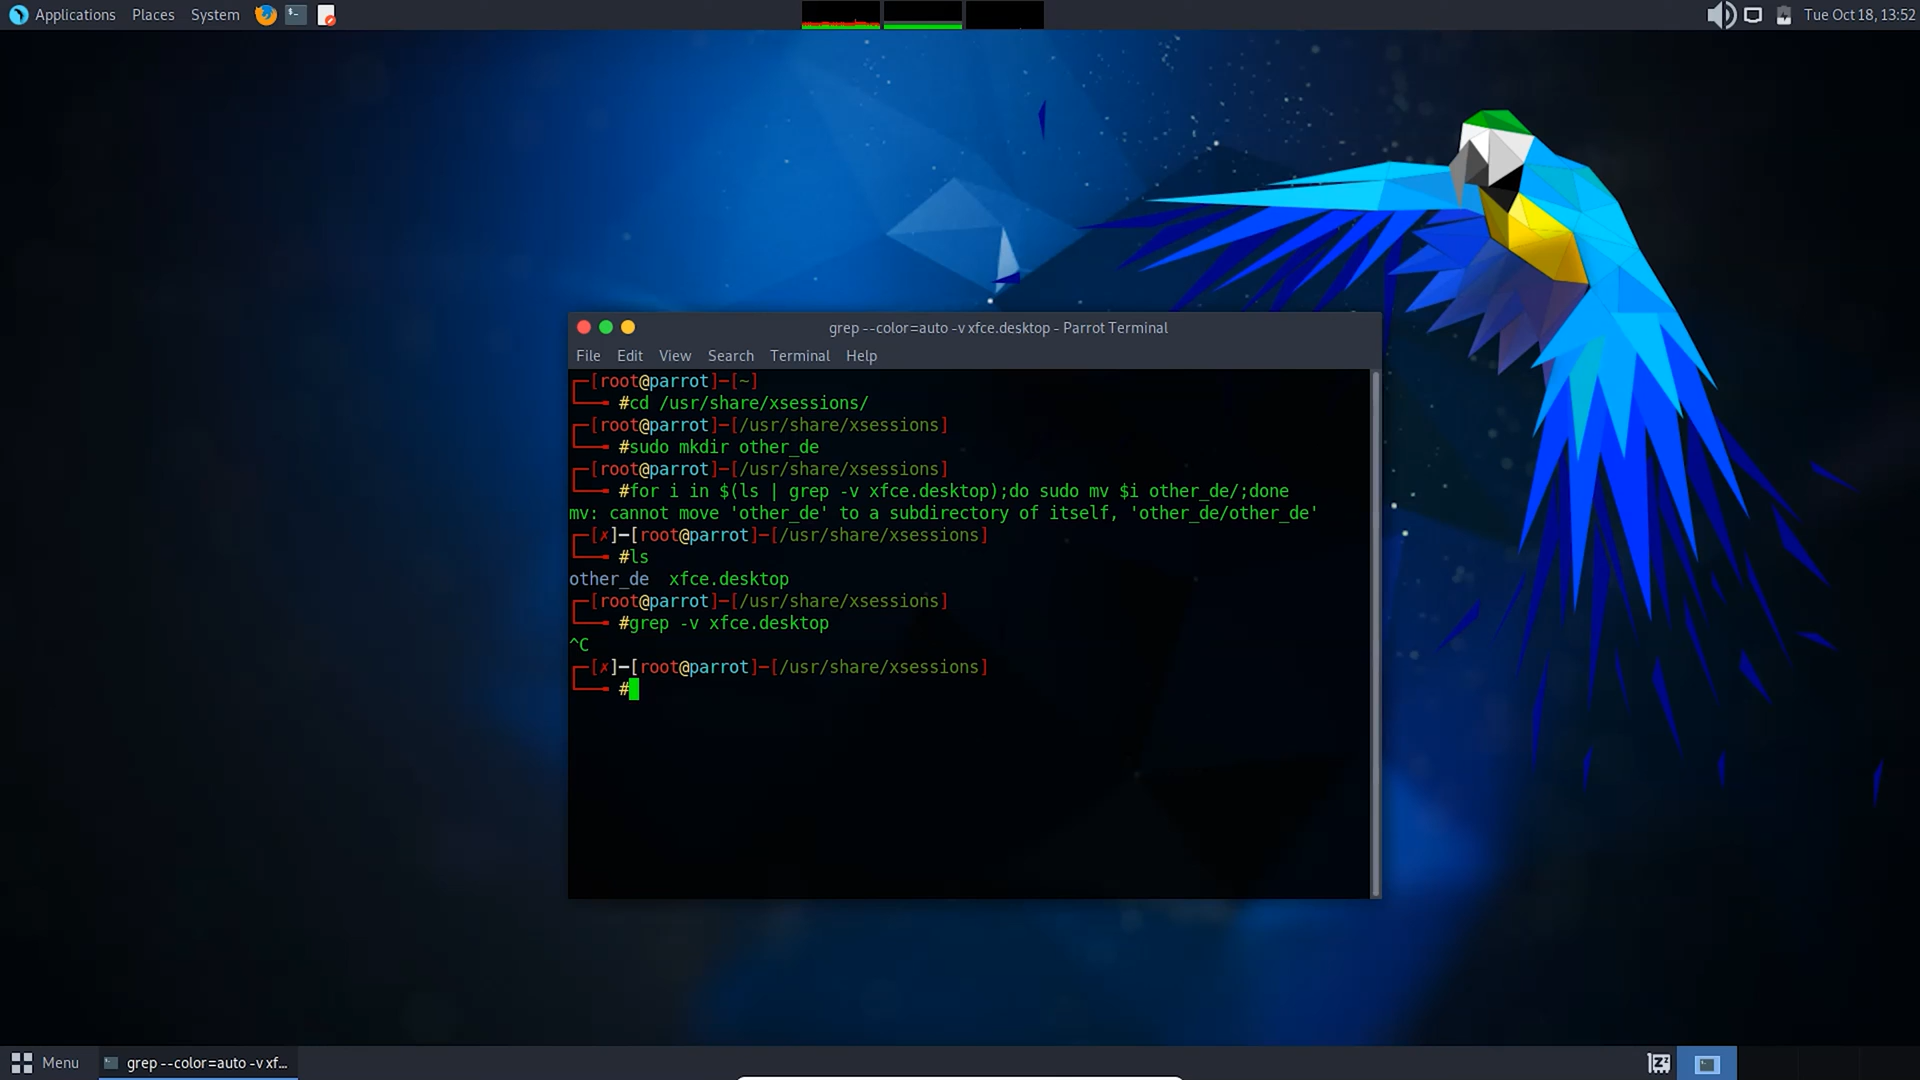 Applications Places System
Tue Oct 18, 13:52
grep --color=auto -v xfce.desktop - Parrot Terminal
File Edit View Search Terminal Help
┌─[root@parrot]─[~]
└──╼ #cd /usr/share/xsessions/
┌─[root@parrot]─[/usr/share/xsessions]
└──╼ #sudo mkdir other_de
┌─[root@parrot]─[/usr/share/xsessions]
└──╼ #for i in $(ls | grep -v xfce.desktop);do sudo mv $i other_de/;done
mv: cannot move 'other_de' to a subdirectory of itself, 'other_de/other_de'
┌─[✗]─[root@parrot]─[/usr/share/xsessions]
└──╼ #ls
other_de  xfce.desktop
┌─[root@parrot]─[/usr/share/xsessions]
└──╼ #grep -v xfce.desktop
^C
┌─[✗]─[root@parrot]─[/usr/share/xsessions]
└──╼ #
Menu grep --color=auto -v xf...